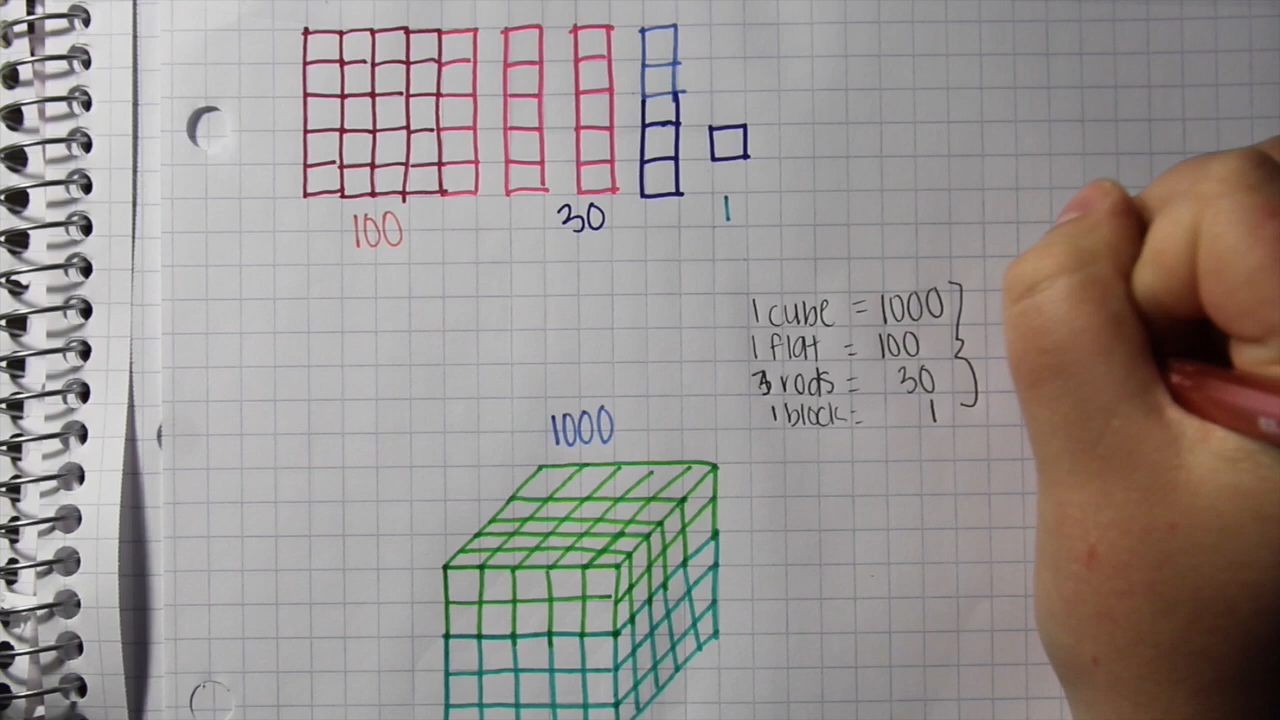 100 30 1
1 cube = 1000
1 flat = 100
3 rods = 30
1 block = 1
1000